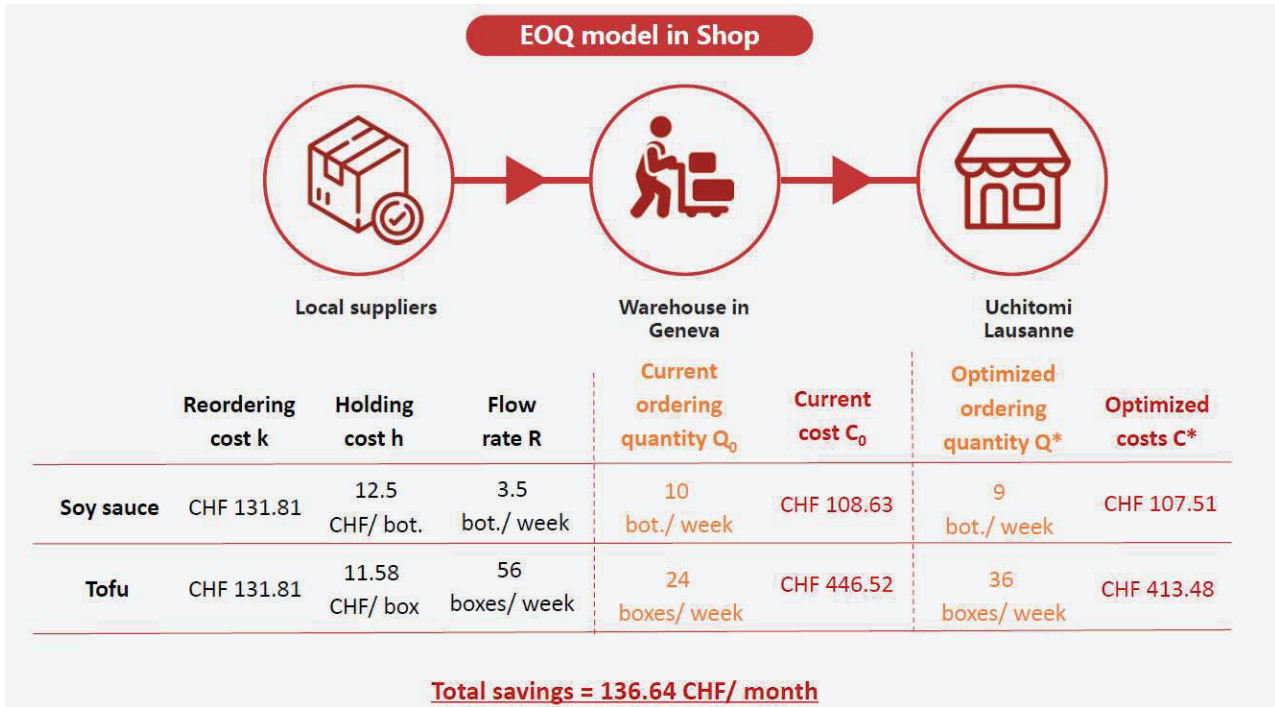 EOQ model in Shop
Local suppliers
Warehouse in
Geneva
Uchitomi
Lausanne
Reordering
cost k
Holding
cost h
Flow
rate R
Current
ordering
quantity Q₀
Current
cost C₀
Optimized
ordering
quantity Q*
Optimized
costs C*
Soy sauce
CHF 131.81
12.5
CHF/ bot.
3.5
bot./ week
10
bot./ week
CHF 108.63
9
bot./ week
CHF 107.51
Tofu
CHF 131.81
11.58
CHF/ box
56
boxes/ week
24
boxes/ week
CHF 446.52
36
boxes/ week
CHF 413.48
Total savings = 136.64 CHF/ month